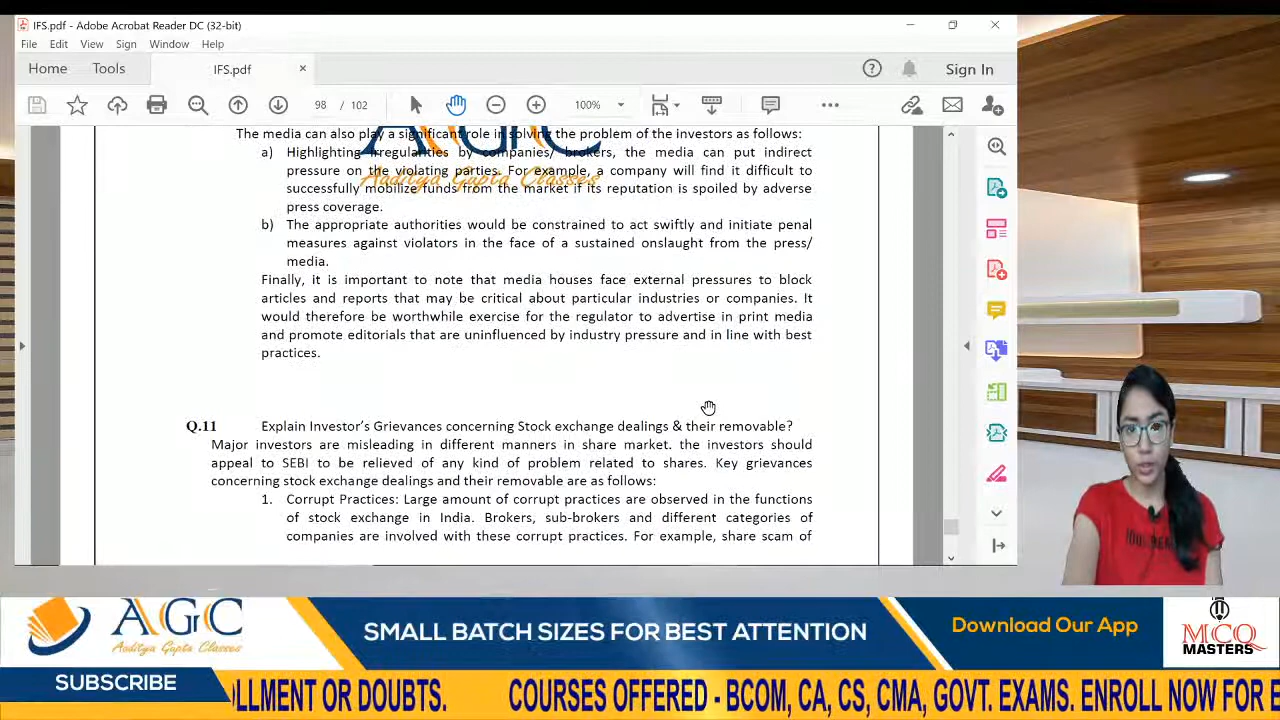 IFS.pdf - Adobe Acrobat Reader DC (32-bit)
File Edit View Sign Window Help
Home Tools IFS.pdf × Sign In
98 / 102 100%
The media can also play a significant role in solving the problem of the investors as follows:
a) Highlighting irregularities by companies/ brokers, the media can put indirect
pressure on the violating parties. For example, a company will find it difficult to
successfully mobilize funds from the market if its reputation is spoiled by adverse
press coverage.
Aditya Gupta Classes
b) The appropriate authorities would be constrained to act swiftly and initiate penal
measures against violators in the face of a sustained onslaught from the press/
media.
Finally, it is important to note that media houses face external pressures to block
articles and reports that may be critical about particular industries or companies. It
would therefore be worthwhile exercise for the regulator to advertise in print media
and promote editorials that are uninfluenced by industry pressure and in line with best
practices.
Q.11 Explain Investor's Grievances concerning Stock exchange dealings & their removable?
Major investors are misleading in different manners in share market. the investors should
appeal to SEBI to be relieved of any kind of problem related to shares. Key grievances
concerning stock exchange dealings and their removable are as follows:
1. Corrupt Practices: Large amount of corrupt practices are observed in the functions
of stock exchange in India. Brokers, sub-brokers and different categories of
companies are involved with these corrupt practices. For example, share scam of
AGC
Aaditya Gupta Classes
SMALL BATCH SIZES FOR BEST ATTENTION
Download Our App
MCQ
MASTERS
SUBSCRIBE
OLLMENT OR DOUBTS. COURSES OFFERED - BCOM, CA, CS, CMA, GOVT. EXAMS. ENROLL NOW FOR